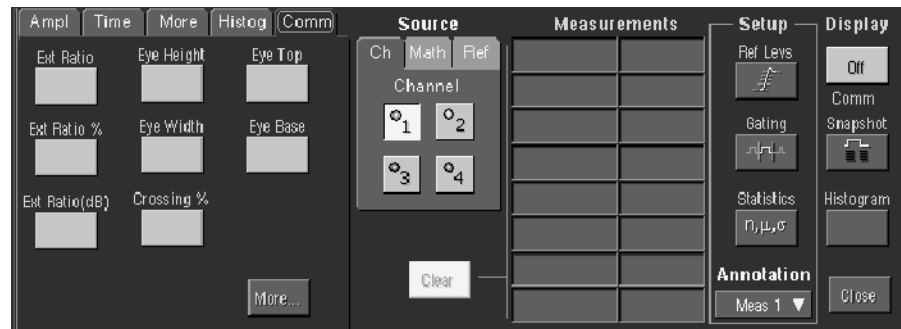 Ampl Time More Histog Comm
Ext Ratio Eye Height Eye Top
Ext Ratio % Eye Width Eye Base
Ext Ratio(dB) Crossing %
More...
Source
Ch Math Ref
Channel
1 2
3 4
Clear
Measurements
Setup
Ref Levs
Gating
Statistics
n,μ,σ
Annotation
Meas 1 ▼
Display
Off
Comm
Snapshot
Histogram
Close